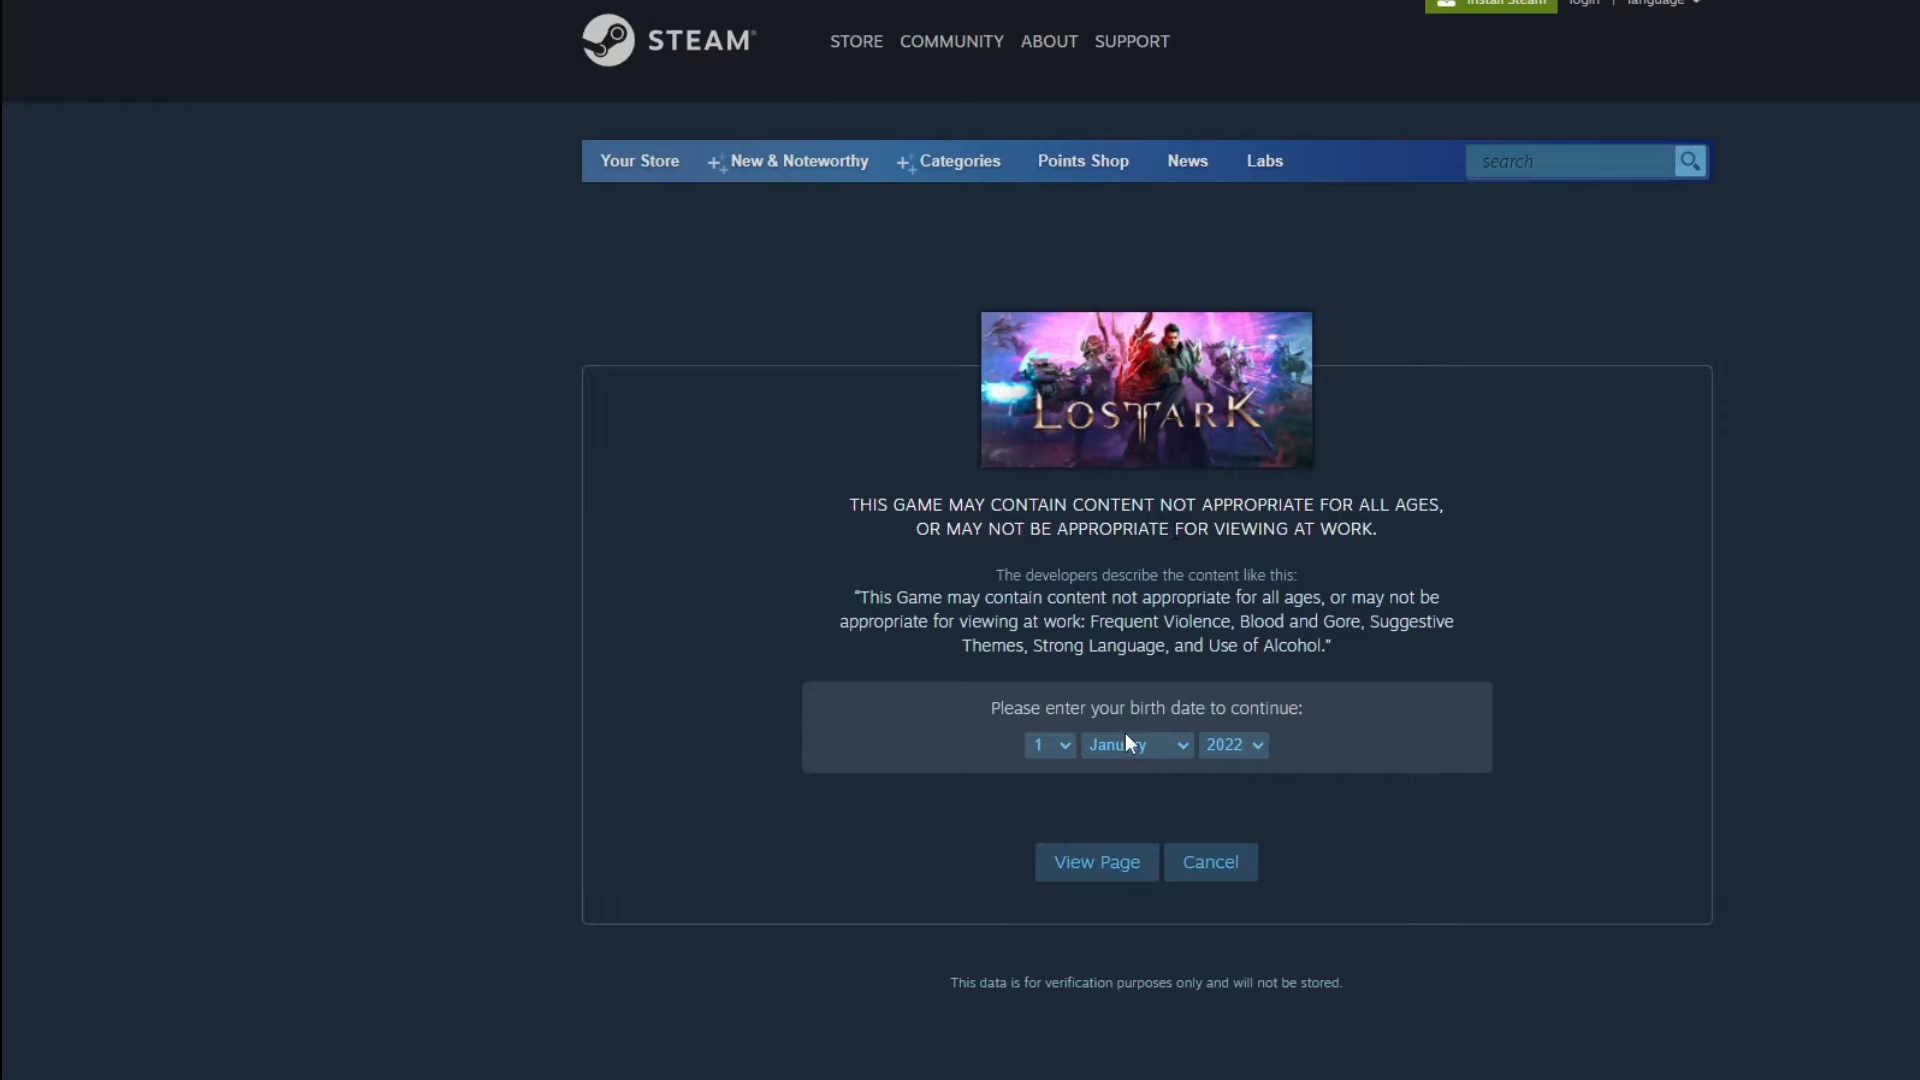 Install Steam
login | language
STEAM®
STORE COMMUNITY ABOUT SUPPORT
Your Store New & Noteworthy Categories Points Shop News Labs search
LOST ARK
THIS GAME MAY CONTAIN CONTENT NOT APPROPRIATE FOR ALL AGES,
OR MAY NOT BE APPROPRIATE FOR VIEWING AT WORK.
The developers describe the content like this:
“This Game may contain content not appropriate for all ages, or may not be
appropriate for viewing at work: Frequent Violence, Blood and Gore, Suggestive
Themes, Strong Language, and Use of Alcohol.”
Please enter your birth date to continue:
1 January 2022
View Page Cancel
This data is for verification purposes only and will not be stored.